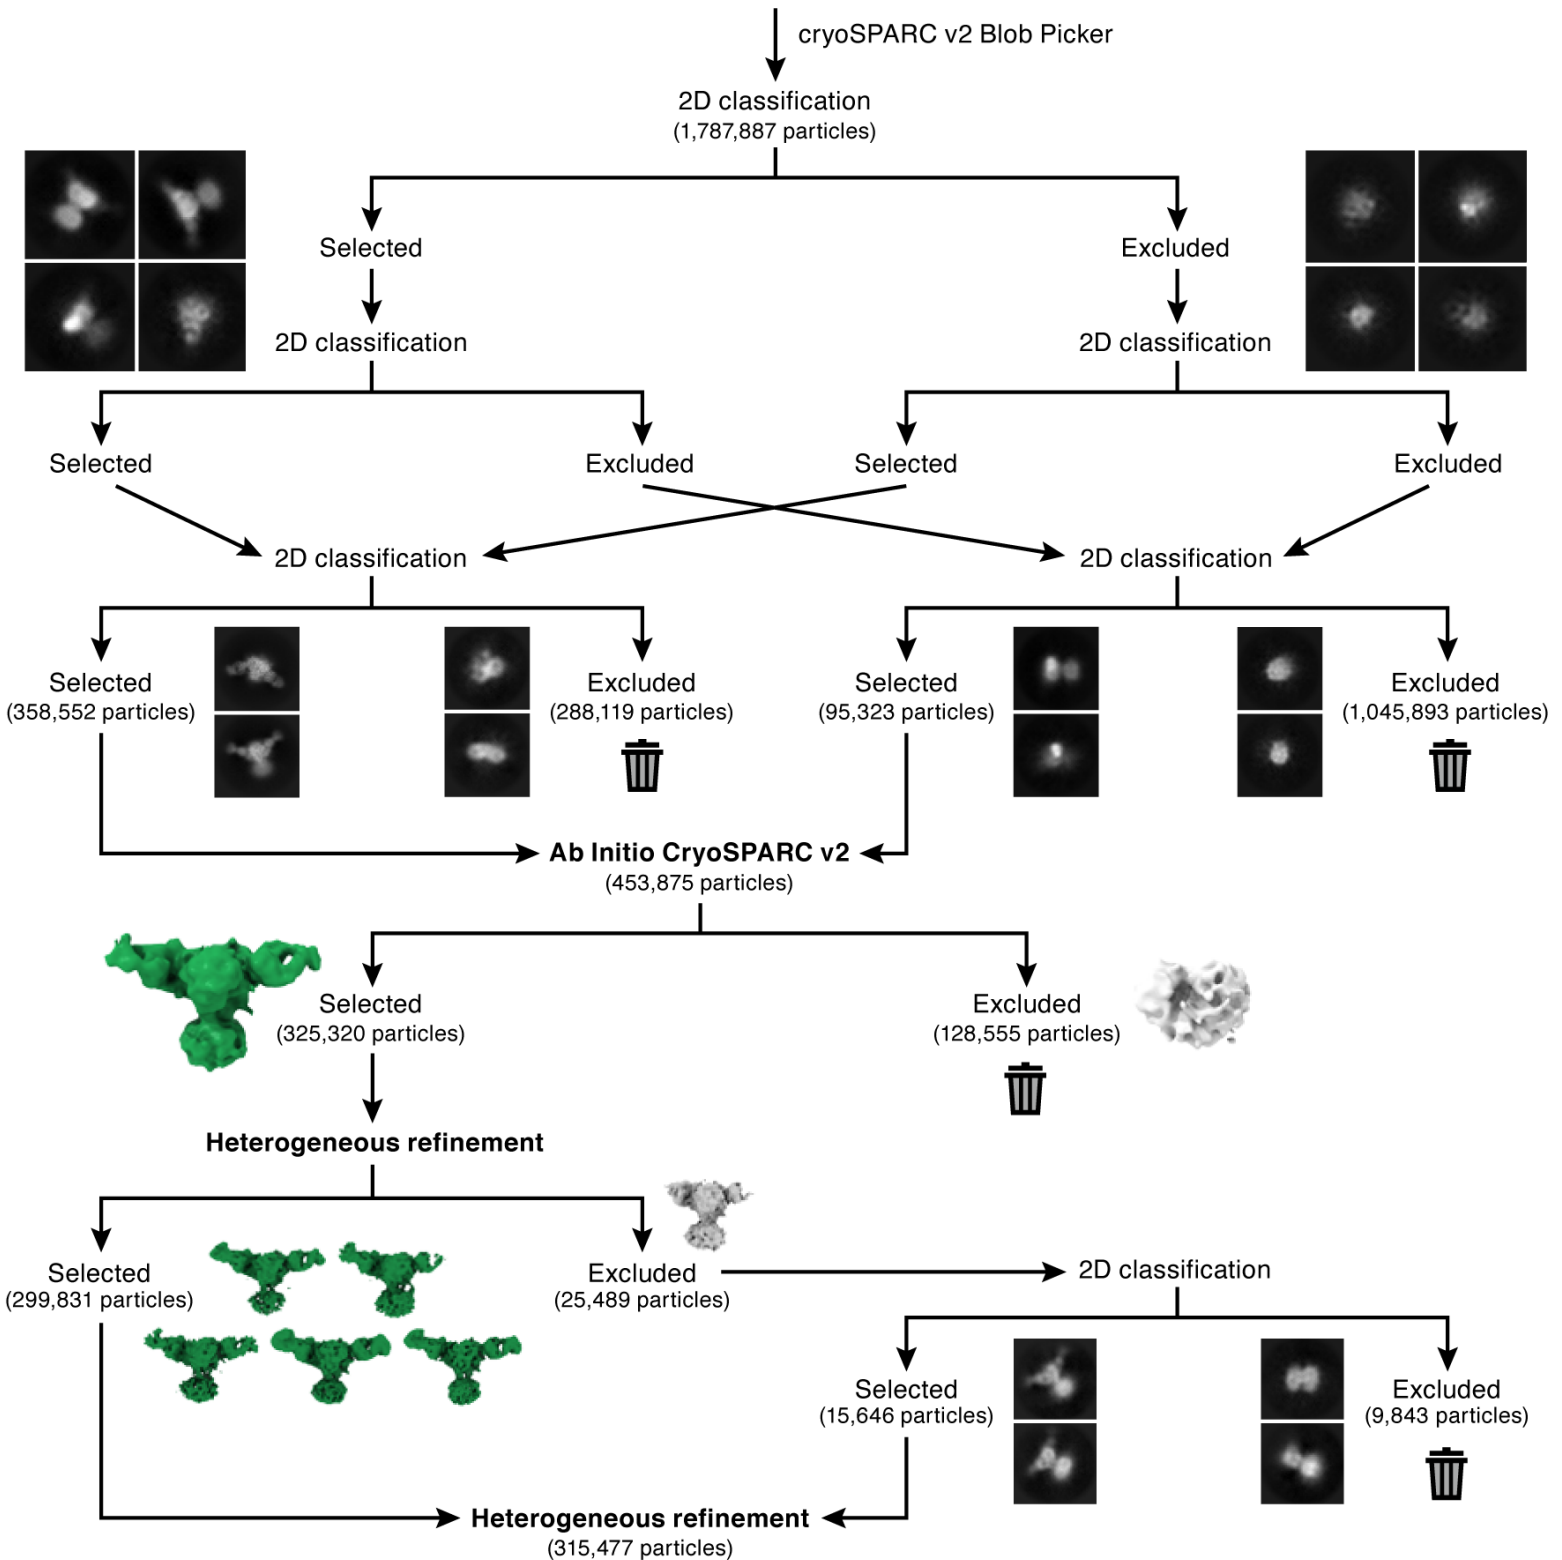 cryoSPARC v2 Blob Picker
2D classification
(1,787,887 particles)
Selected
Excluded
2D classification
2D classification
Selected
Excluded
Selected
Excluded
2D classification
2D classification
Selected
(358,552 particles)
Excluded
(288,119 particles)
Selected
(95,323 particles)
Excluded
(1,045,893 particles)
Ab Initio CryoSPARC v2
(453,875 particles)
Selected
(325,320 particles)
Excluded
(128,555 particles)
Heterogeneous refinement
Selected
(299,831 particles)
Excluded
(25,489 particles)
2D classification
Selected
(15,646 particles)
Excluded
(9,843 particles)
Heterogeneous refinement
(315,477 particles)